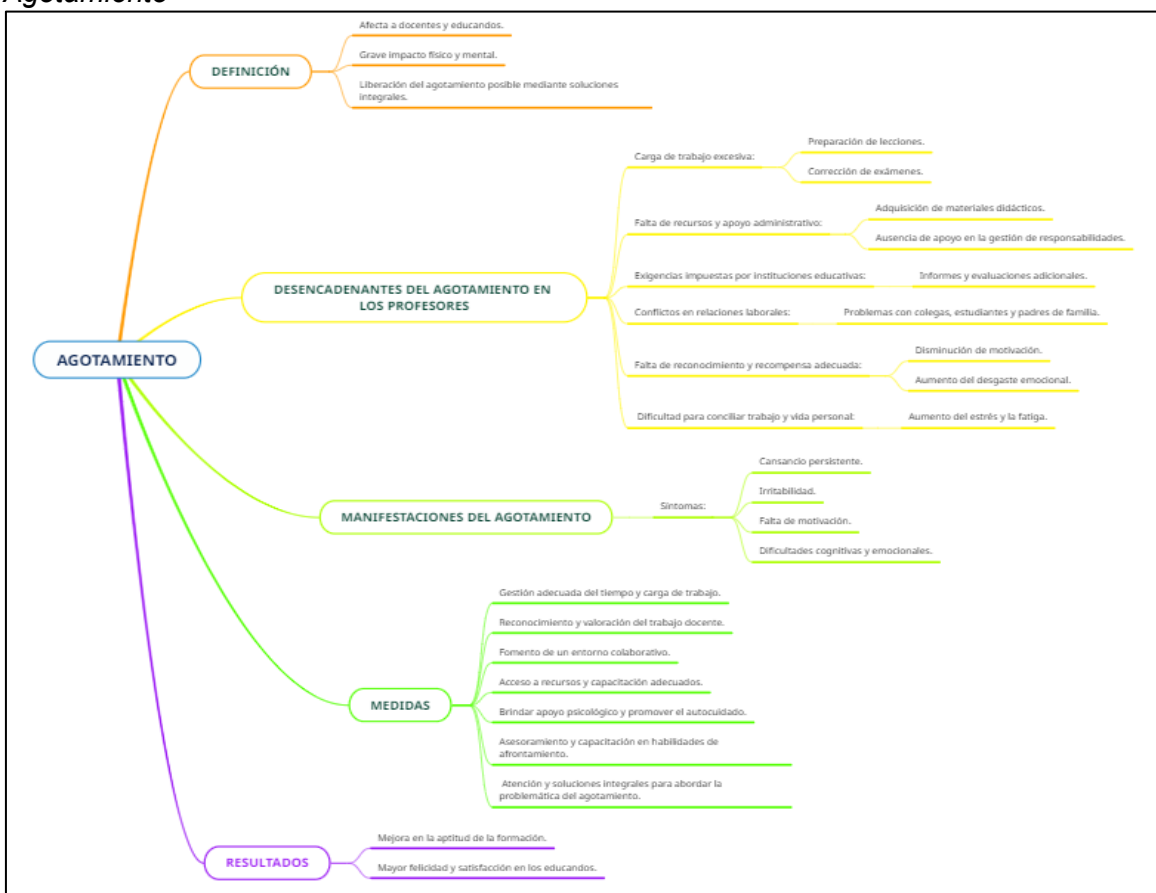 Agotamiento
Afecta a docentes y educandos.
DEFINICIÓN
Grave impacto físico y mental.
Liberación del agotamiento posible mediante soluciones
integrales.
DESENCADENANTES DEL AGOTAMIENTO EN
LOS PROFESORES
Carga de trabajo excesiva:
Preparación de lecciones.
Corrección de exámenes.
Falta de recursos y apoyo administrativo:
Adquisición de materiales didácticos.
Ausencia de apoyo en la gestión de responsabilidades.
Exigencias impuestas por instituciones educativas:
Informes y evaluaciones adicionales.
Conflictos en relaciones laborales:
Problemas con colegas, estudiantes y padres de familia.
Falta de reconocimiento y recompensa adecuada:
Disminución de motivación.
Aumento del desgaste emocional.
Dificultad para conciliar trabajo y vida personal:
Aumento del estrés y la fatiga.
AGOTAMIENTO
MANIFESTACIONES DEL AGOTAMIENTO
Síntomas:
Cansancio persistente.
Irritabilidad.
Falta de motivación.
Dificultades cognitivas y emocionales.
MEDIDAS
Gestión adecuada del tiempo y carga de trabajo.
Reconocimiento y valoración del trabajo docente.
Fomento de un entorno colaborativo.
Acceso a recursos y capacitación adecuados.
Brindar apoyo psicológico y promover el autocuidado.
Asesoramiento y capacitación en habilidades de
afrontamiento.
Atención y soluciones integrales para abordar la
problemática del agotamiento.
RESULTADOS
Mejora en la aptitud de la formación.
Mayor felicidad y satisfacción en los educandos.